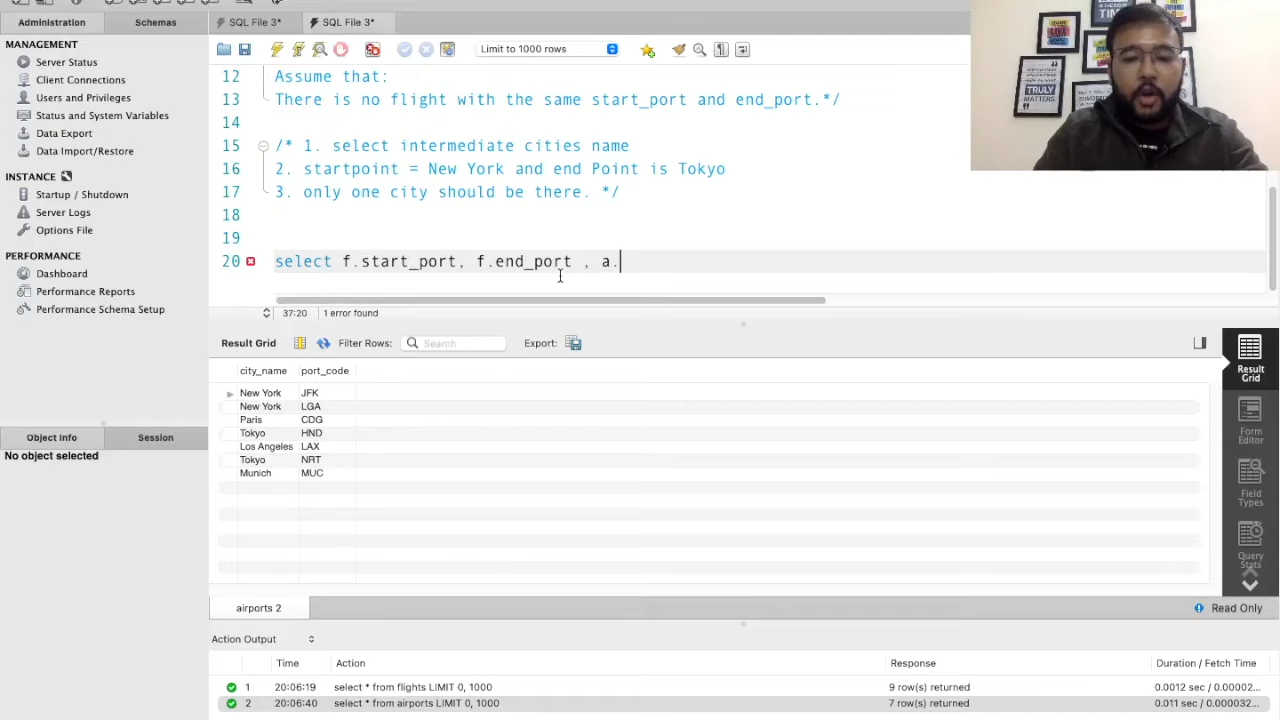 Administration
Schemas
SQL File 3*
SQL File 3*
MANAGEMENT
Server Status
Client Connections
Users and Privileges
Status and System Variables
Data Export
Data Import/Restore
INSTANCE
Startup / Shutdown
Server Logs
Options File
PERFORMANCE
Dashboard
Performance Reports
Performance Schema Setup
Object Info
Session
No object selected
Limit to 1000 rows
12 Assume that:
13 There is no flight with the same start_port and end_port.*/
14
15 /* 1. select intermediate cities name
16 2. startpoint = New York and end Point is Tokyo
17 3. only one city should be there. */
18
19
20 select f.start_port, f.end_port , a.
37:20 1 error found
TRULY
MATTERS
Result Grid Filter Rows: Search Export:
city_name port_code
New York JFK
New York LGA
Paris CDG
Tokyo HND
Los Angeles LAX
Tokyo NRT
Munich MUC
Result
Grid
Form
Editor
Field
Types
Query
Stats
airports 2
Read Only
Action Output
Time Action Response Duration / Fetch Time
1 20:06:19 select * from flights LIMIT 0, 1000 9 row(s) returned 0.0012 sec / 0.00002...
2 20:06:40 select * from airports LIMIT 0, 1000 7 row(s) returned 0.011 sec / 0.000032...